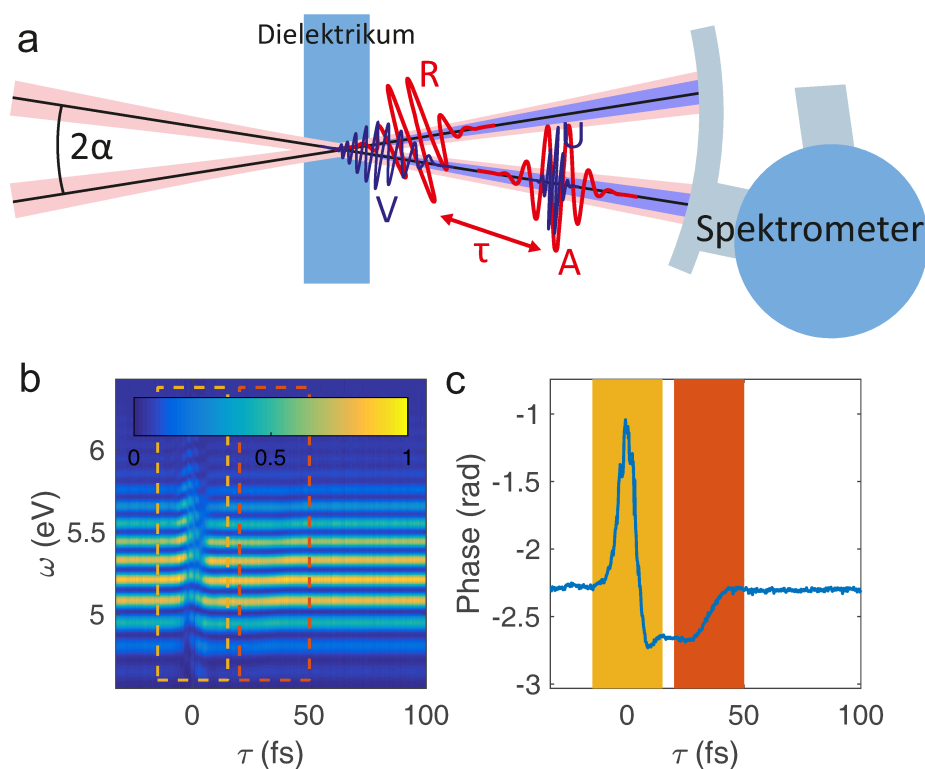 a
Dielektrikum
R
U
2α
V
Spektrometer
τ
A
b
c
0 0.5 1
6
5.5
5
ω (eV)
0 50 100
τ (fs)
-1
-1.5
-2
-2.5
-3
Phase (rad)
0 50 100
τ (fs)